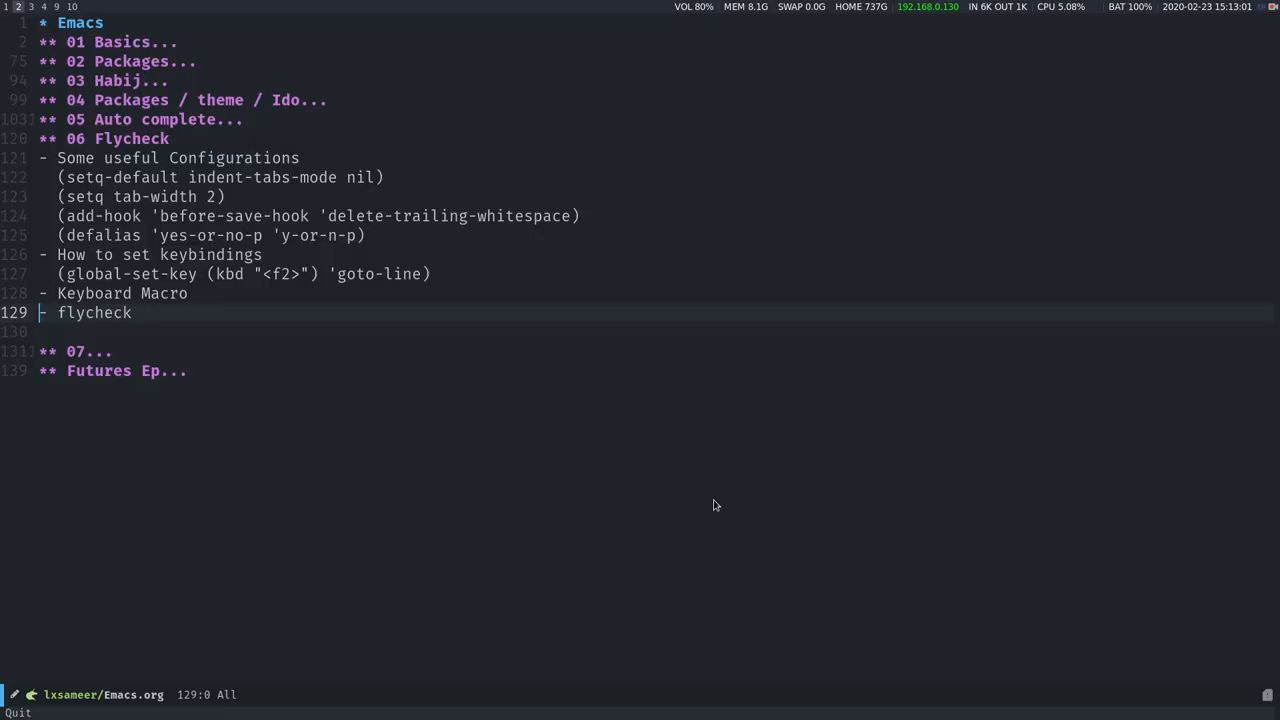 1 2 3 4 9 10 VOL 80% MEM 8.1G SWAP 0.0G HOME 737G 192.168.0.130 IN 6K OUT 1K CPU 5.08% BAT 100% 2020-02-23 15:13:01
1 * Emacs
2 ** 01 Basics...
75 ** 02 Packages...
94 ** 03 Habij...
99 ** 04 Packages / theme / Ido...
103 ** 05 Auto complete...
120 ** 06 Flycheck
121 - Some useful Configurations
122 (setq-default indent-tabs-mode nil)
123 (setq tab-width 2)
124 (add-hook 'before-save-hook 'delete-trailing-whitespace)
125 (defalias 'yes-or-no-p 'y-or-n-p)
126 - How to set keybindings
127 (global-set-key (kbd "<f2>") 'goto-line)
128 - Keyboard Macro
129 - flycheck
130
131 ** 07...
139 ** Futures Ep...
lxsameer/Emacs.org 129:0 All
Quit